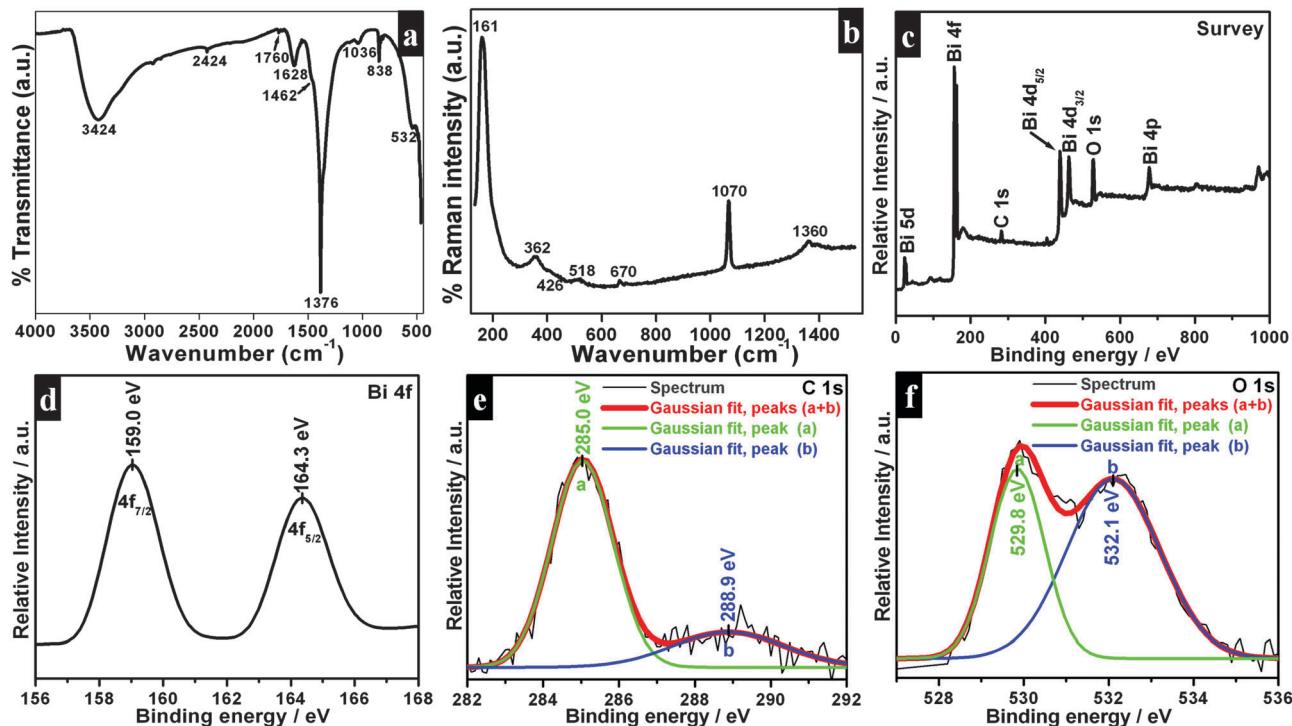 a
% Transmittance (a.u.)
3424
2424
1760
1628
1462
1376
1036
838
532
4000
3000
2000
1000
Wavenumber (cm⁻¹)
b
% Raman intensity (a.u.)
161
362
426
518
670
1070
1360
200
400
600
800
1000
1200
1400
Wavenumber (cm⁻¹)
c
Survey
Relative Intensity / a.u.
Bi 5d
Bi 4f
C 1s
Bi 4d5/2
Bi 4d3/2
O 1s
Bi 4p
0
200
400
600
800
1000
Binding energy / eV
d
Bi 4f
Relative Intensity / a.u.
159.0 eV
4f7/2
164.3 eV
4f5/2
156
158
160
162
164
166
168
Binding energy / eV
e
C 1s
Spectrum
Gaussian fit, peaks (a+b)
Gaussian fit, peak (a)
Gaussian fit, peak (b)
Relative Intensity / a.u.
285.0 eV
a
288.9 eV
b
282
284
286
288
290
292
Binding energy / eV
f
O 1s
Spectrum
Gaussian fit, peaks (a+b)
Gaussian fit, peak (a)
Gaussian fit, peak (b)
Relative Intensity / a.u.
a
529.8 eV
b
532.1 eV
528
530
532
534
536
Binding energy / eV